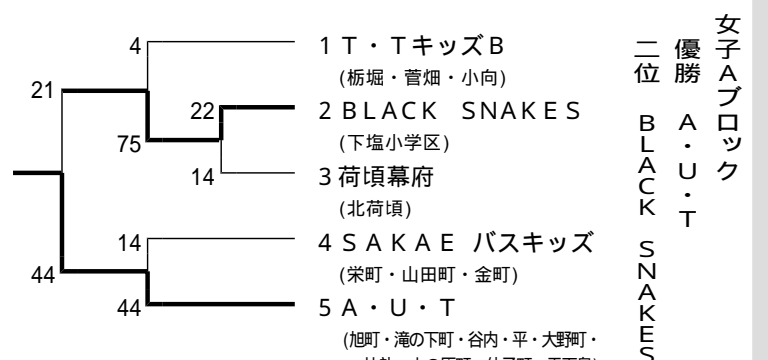 女子Aブロック
優勝 A・U・T
二位 BLACK SNAKES
4
1 T・TキッズB
(栃堀・菅畑・小向)
21
22
2 BLACK SNAKES
75
(下塩小学区)
14
3 荷頃幕府
(北荷頃)
14
4 SAKAE バスキッズ
44
(栄町・山田町・金町)
44
5 A・U・T
(旭町・滝の下町・谷内・平・大野町・